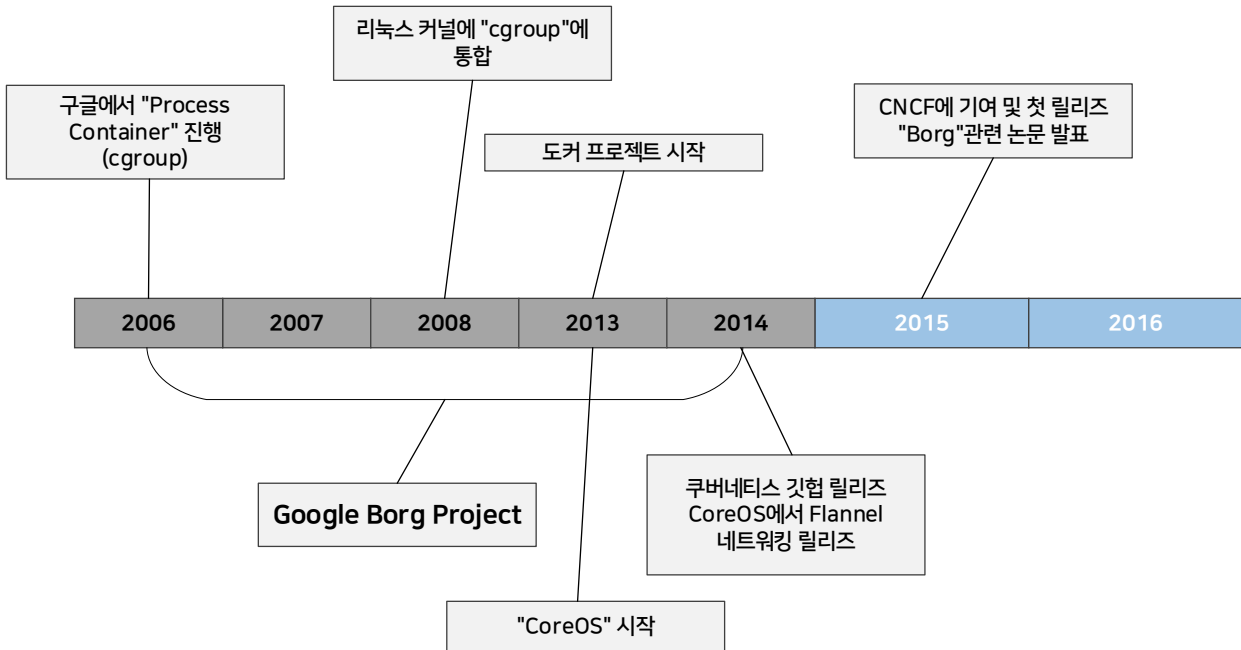 리눅스 커널에 "cgroup"에
통합
구글에서 "Process
Container" 진행
(cgroup)
CNCF에 기여 및 첫 릴리즈
"Borg"관련 논문 발표
도커 프로젝트 시작
2006
2007
2008
2013
2014
2015
2016
Google Borg Project
쿠버네티스 깃헙 릴리즈
CoreOS에서 Flannel
네트워킹 릴리즈
"CoreOS" 시작